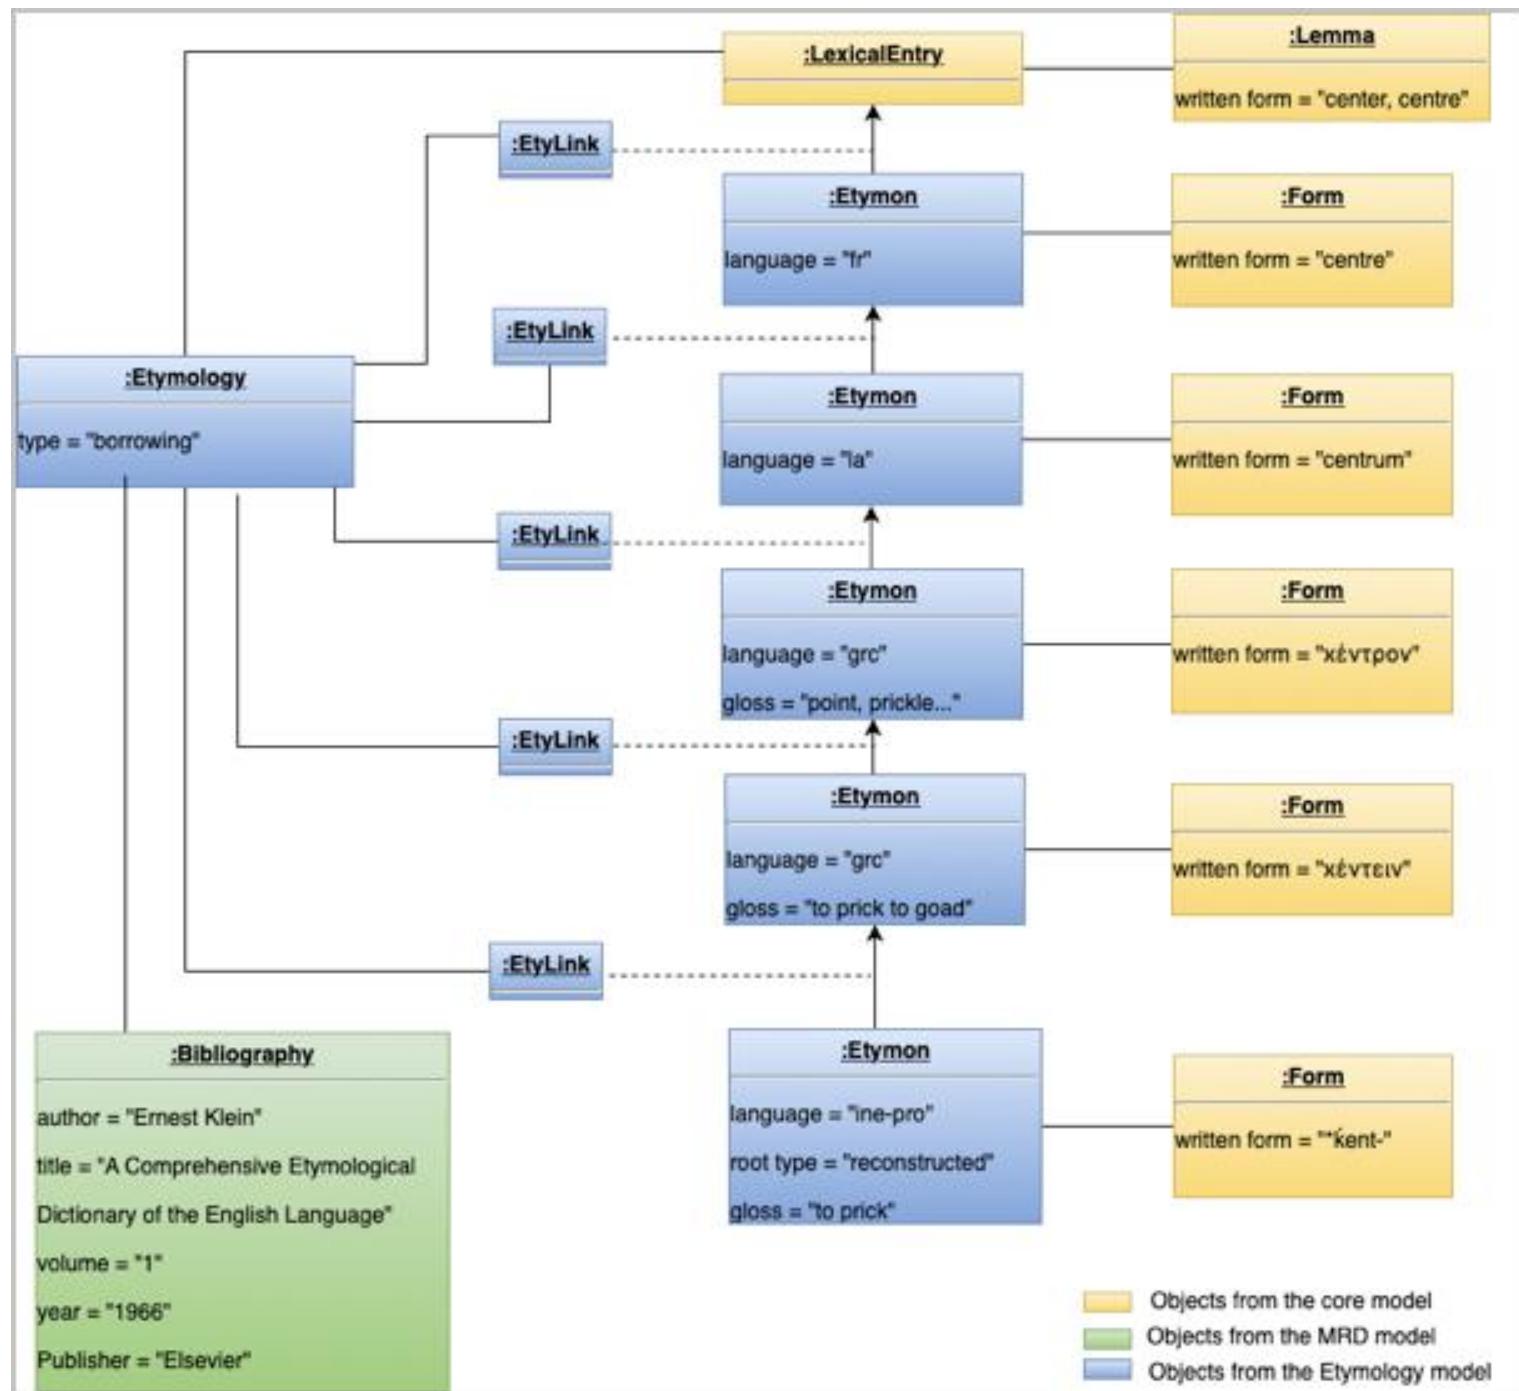 :LexicalEntry
:Lemma
written form = "center, centre"
:EtyLink
:Etymon
language = "fr"
:Form
written form = "centre"
:EtyLink
:Etymology
type = "borrowing"
:Etymon
language = "la"
:Form
written form = "centrum"
:EtyLink
:Etymon
language = "grc"
gloss = "point, prickle..."
:Form
written form = "χέντρον"
:EtyLink
:Etymon
language = "grc"
gloss = "to prick to goad"
:Form
written form = "χέντειν"
:EtyLink
:Etymon
language = "ine-pro"
root type = "reconstructed"
gloss = "to prick"
:Form
written form = "*ḱent-"
:Bibliography
author = "Ernest Klein"
title = "A Comprehensive Etymological
Dictionary of the English Language"
volume = "1"
year = "1966"
Publisher = "Elsevier"
Objects from the core model
Objects from the MRD model
Objects from the Etymology model